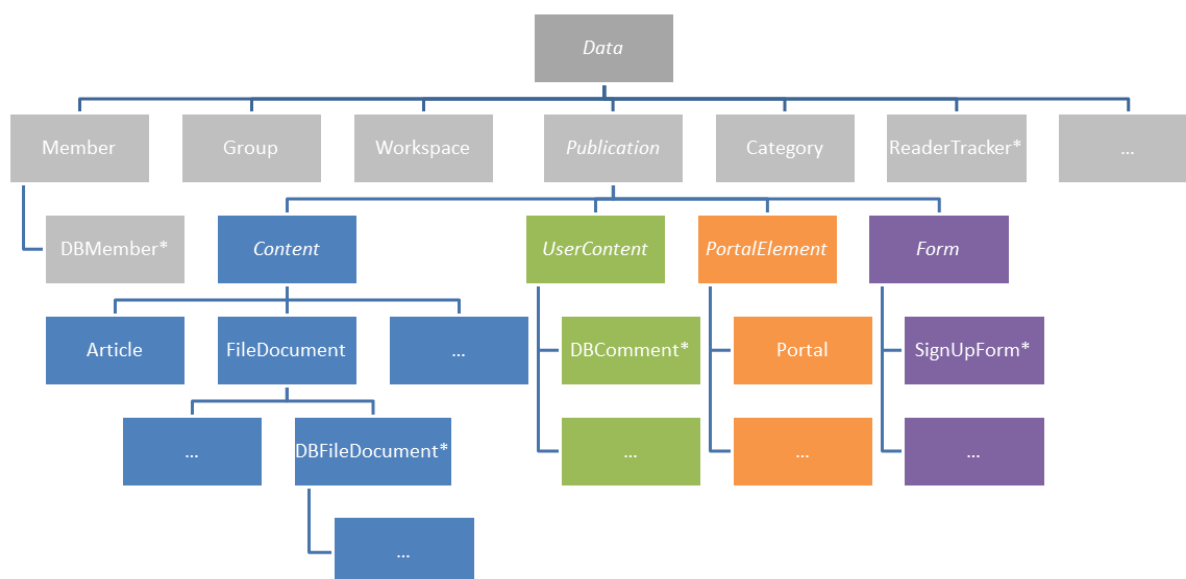 Data
Member
Group
Workspace
Publication
Category
ReaderTracker*
...
DBMember*
Content
UserContent
PortalElement
Form
Article
FileDocument
...
DBComment*
Portal
SignUpForm*
...
DBFileDocument*
...
...
...
...